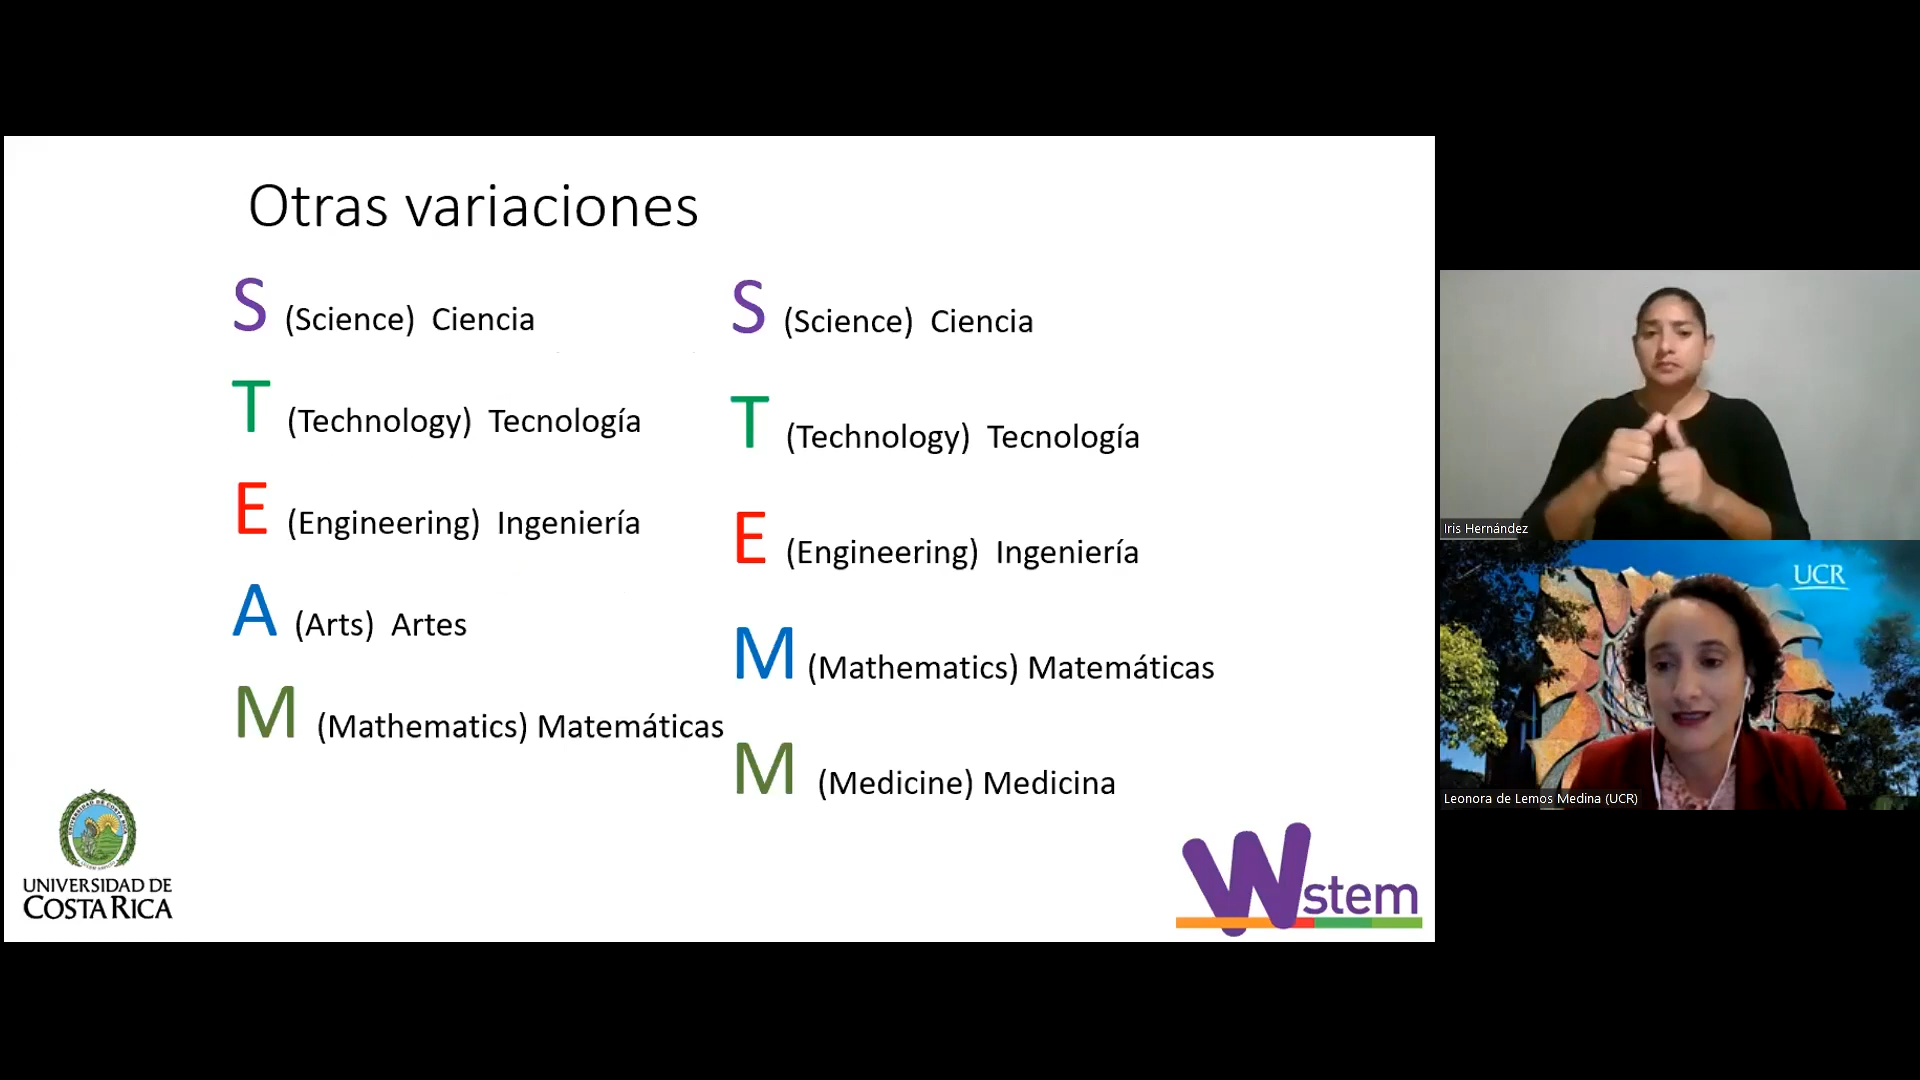 Otras variaciones
S (Science) Ciencia
T (Technology) Tecnología
E (Engineering) Ingeniería
A (Arts) Artes
M (Mathematics) Matemáticas
S (Science) Ciencia
T (Technology) Tecnología
E (Engineering) Ingeniería
M (Mathematics) Matemáticas
M (Medicine) Medicina
UNIVERSIDAD DE
COSTA RICA
Wstem
Iris Hernández
UCR
Leonora de Lemos Medina (UCR)